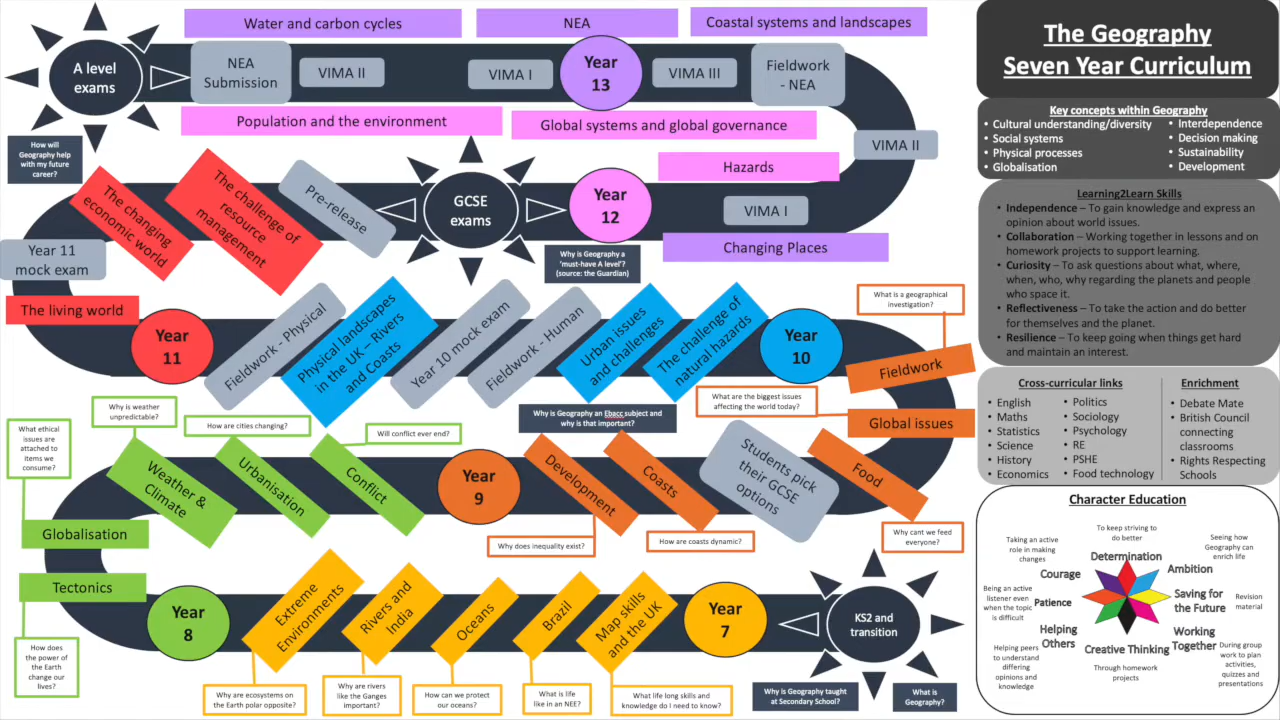 Water and carbon cycles
NEA
Coastal systems and landscapes
A level
exams
NEA
Submission
VIMA II
VIMA I
Year
13
VIMA III
Fieldwork
- NEA
Population and the environment
Global systems and global governance
VIMA II
How will
Geography help
with my future
career?
Hazards
The changing
economic world
The challenge of
resource
management
Pre-release
GCSE
exams
Year
12
VIMA I
Changing Places
Year 11
mock exam
Why is Geography a
'must-have A level'?
(source: the Guardian)
The living world
Year
11
Fieldwork - Physical
Physical landscapes
in the UK – Rivers
and Coasts
Year 10 mock exam
Fieldwork - Human
Urban issues
and challenges
The challenge of
natural hazards
Year
10
What is a geographical
investigation?
Fieldwork
What are the biggest issues
affecting the world today?
Global issues
Why is Geography an Ebacc subject and
why is that important?
Why is weather
unpredictable?
How are cities changing?
Will conflict ever end?
What ethical
issues are
attached to
items we
consume?
Weather &
Climate
Urbanisation
Conflict
Year
9
Development
Coasts
Students pick
their GCSE
options
Food
Globalisation
Why does inequality exist?
How are coasts dynamic?
Why cant we feed
everyone?
Tectonics
Year
8
Extreme
Environments
Rivers and
India
Oceans
Brazil
Map skills
and the UK
Year
7
KS2 and
transition
How does
the power of
the Earth
change our
lives?
Why are ecosystems on
the Earth polar opposite?
Why are rivers
like the Ganges
important?
How can we protect
our oceans?
What is life
like in an NEE?
What life long skills and
knowledge do I need to know?
Why is Geography taught
at Secondary School?
What is
Geography?
The Geography
Seven Year Curriculum
Key concepts within Geography
• Cultural understanding/diversity
• Social systems
• Physical processes
• Globalisation
• Interdependence
• Decision making
• Sustainability
• Development
Learning2Learn Skills
• Independence – To gain knowledge and express an
opinion about world issues.
• Collaboration – Working together in lessons and on
homework projects to support learning.
• Curiosity – To ask questions about what, where,
when, who, why regarding the planets and people
who space it.
• Reflectiveness – To take the action and do better
for themselves and the planet.
• Resilience – To keep going when things get hard
and maintain an interest.
Cross-curricular links
• English
• Maths
• Statistics
• Science
• History
• Economics
• Politics
• Sociology
• Psychology
• RE
• PSHE
• Food technology
Enrichment
• Debate Mate
• British Council
connecting
classrooms
• Rights Respecting
Schools
Character Education
To keep striving to
do better
Determination
Taking an active
role in making
changes
Courage
Seeing how
Geography can
enrich life
Ambition
Being an active
listener even
when the topic
is difficult
Patience
Saving for
the Future
Revision
material
Helping
Others
Helping peers
to understand
differing
opinions and
knowledge
Creative Thinking
Through homework
projects
Working
Together
During group
work to plan
activities,
quizzes and
presentations